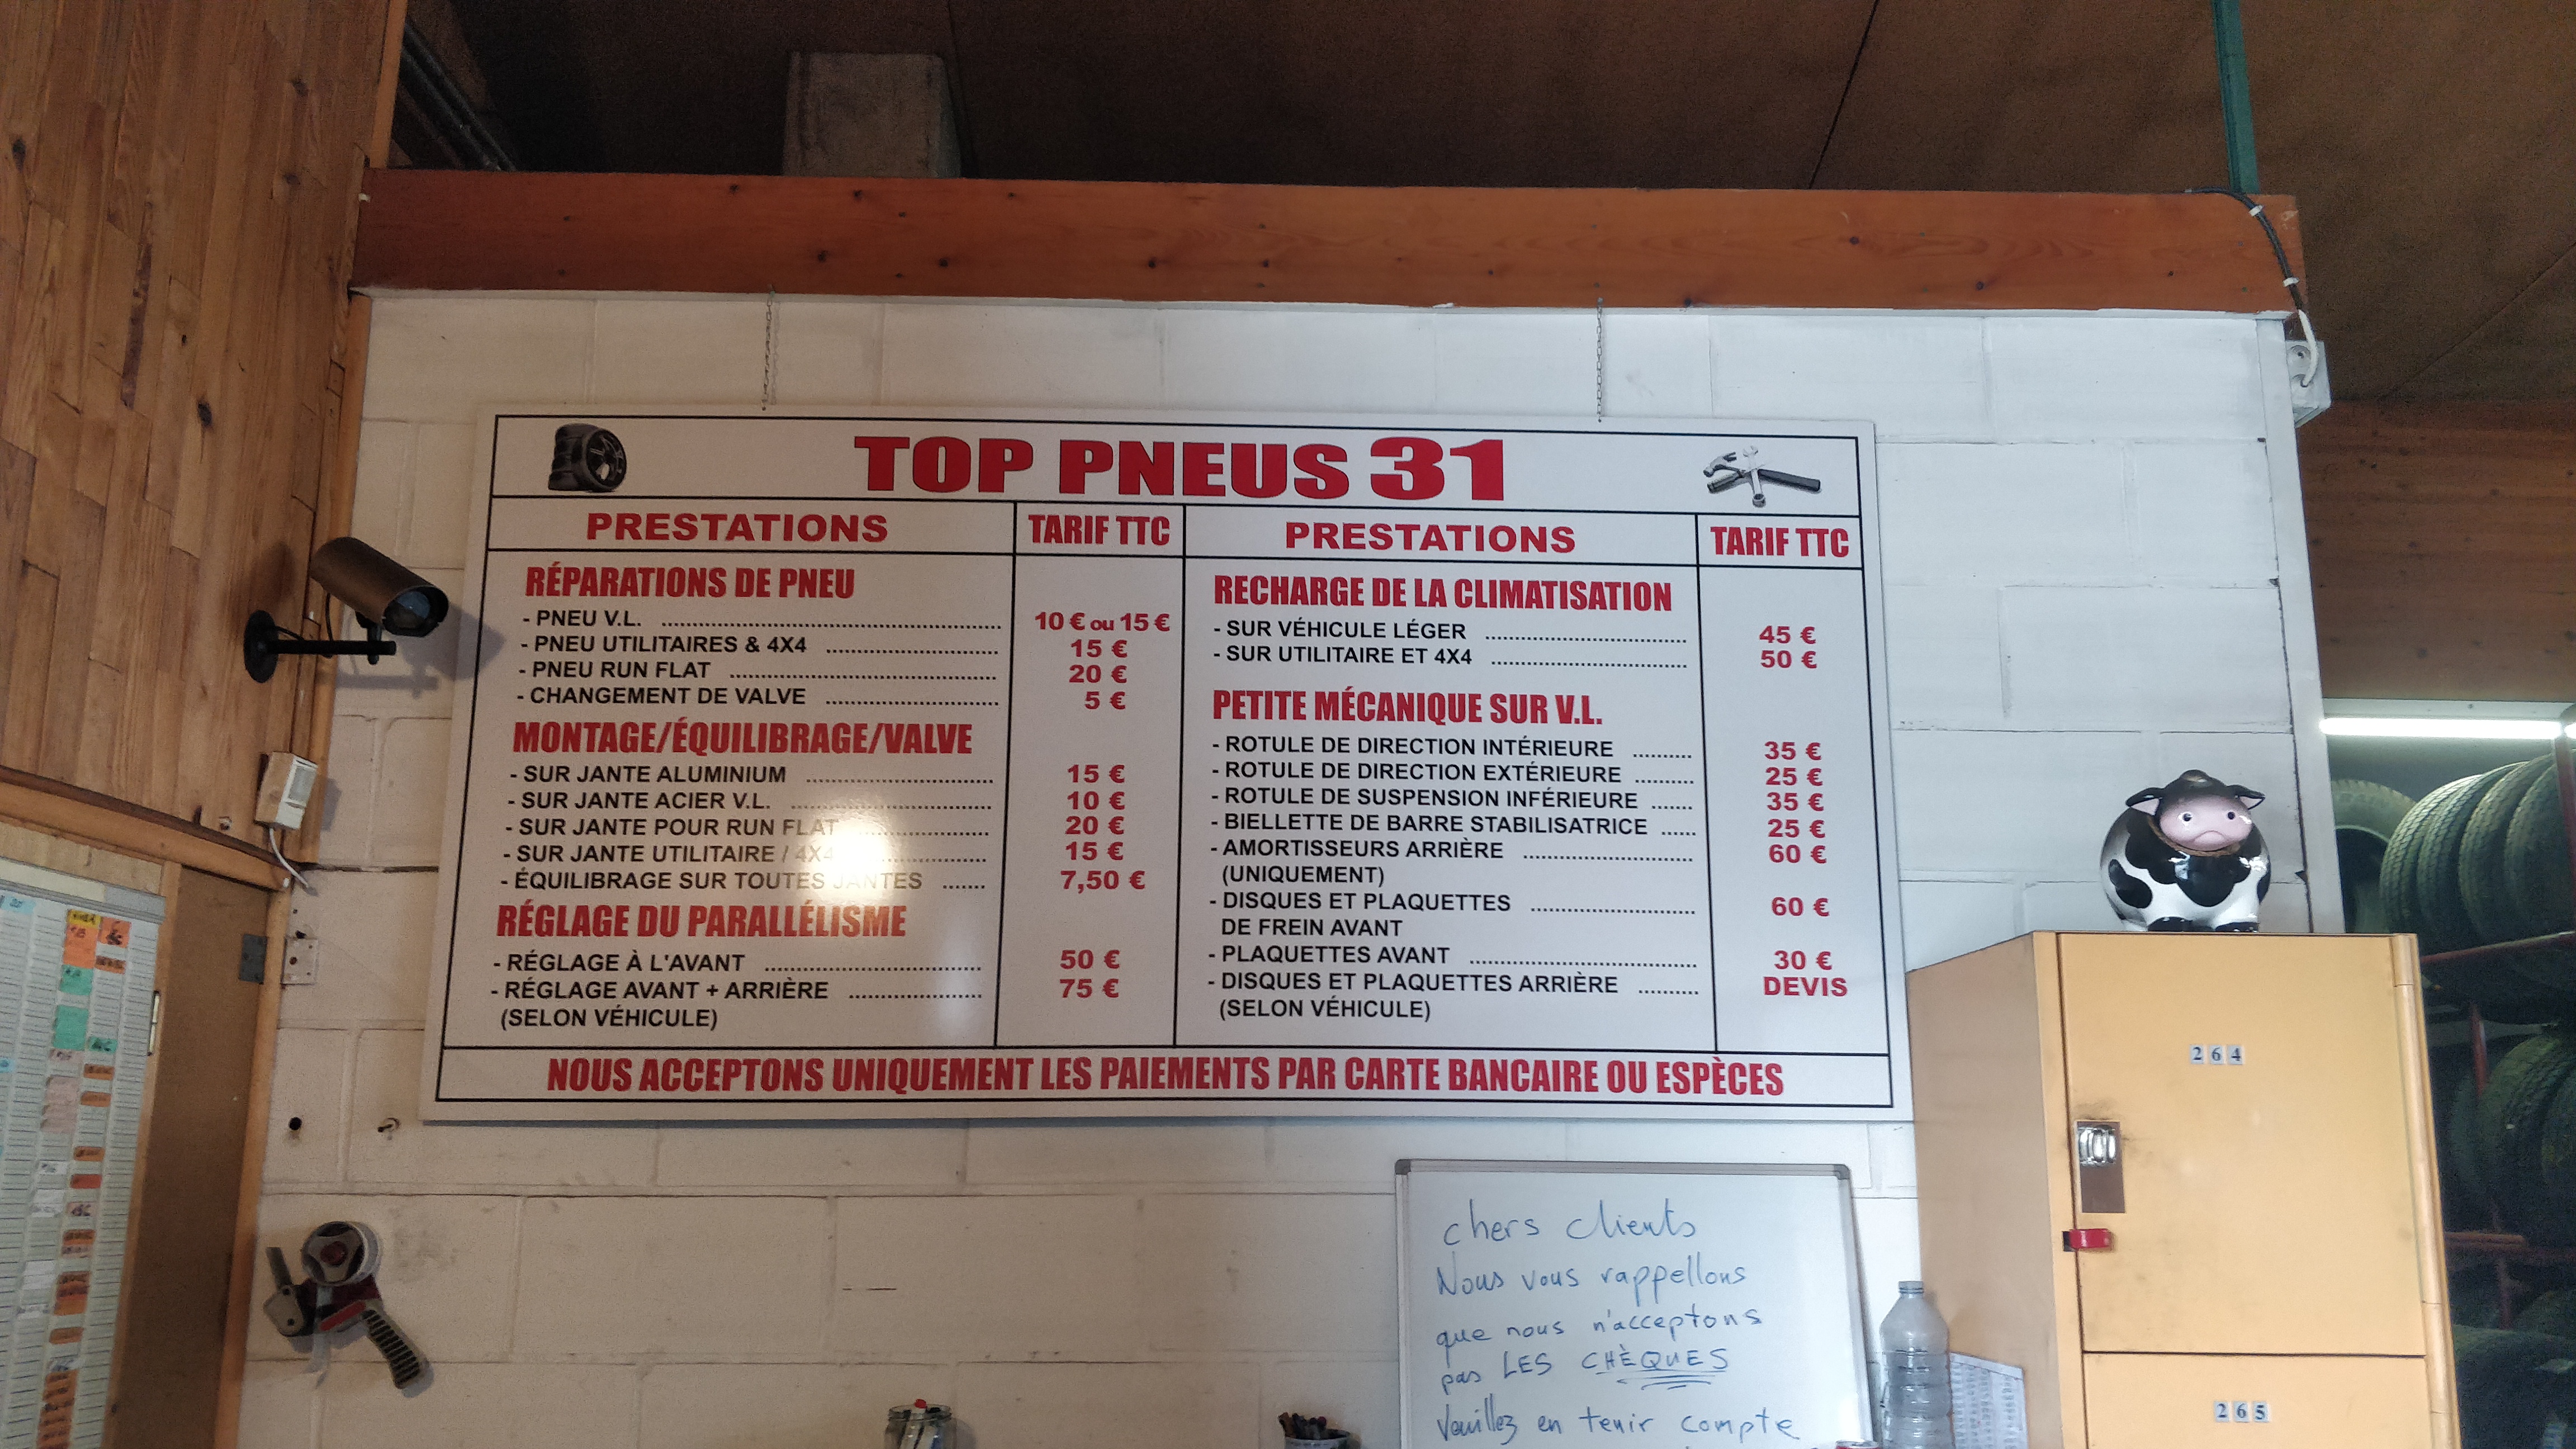 TOP PNEUS 31
PRESTATIONS
TARIF TTC
RÉPARATIONS DE PNEU
- PNEU V.L. .......... 10 € ou 15 €
- PNEU UTILITAIRES & 4X4 .......... 15 €
- PNEU RUN FLAT .......... 20 €
- CHANGEMENT DE VALVE .......... 5 €
MONTAGE/ÉQUILIBRAGE/VALVE
- SUR JANTE ALUMINIUM .......... 15 €
- SUR JANTE ACIER V.L. .......... 10 €
- SUR JANTE POUR RUN FLAT .......... 20 €
- SUR JANTE UTILITAIRE / 4X4 .......... 15 €
- ÉQUILIBRAGE SUR TOUTES JANTES ....... 7,50 €
RÉGLAGE DU PARALLÉLISME
- RÉGLAGE À L'AVANT .......... 50 €
- RÉGLAGE AVANT + ARRIÈRE .......... 75 €
(SELON VÉHICULE)
PRESTATIONS
TARIF TTC
RECHARGE DE LA CLIMATISATION
- SUR VÉHICULE LÉGER .......... 45 €
- SUR UTILITAIRE ET 4X4 .......... 50 €
PETITE MÉCANIQUE SUR V.L.
- ROTULE DE DIRECTION INTÉRIEURE ......... 35 €
- ROTULE DE DIRECTION EXTÉRIEURE ......... 25 €
- ROTULE DE SUSPENSION INFÉRIEURE ...... 35 €
- BIELLETTE DE BARRE STABILISATRICE ...... 25 €
- AMORTISSEURS ARRIÈRE .......... 60 €
(UNIQUEMENT)
- DISQUES ET PLAQUETTES .......... 60 €
DE FREIN AVANT
- PLAQUETTES AVANT .......... 30 €
- DISQUES ET PLAQUETTES ARRIÈRE .......... DEVIS
(SELON VÉHICULE)
NOUS ACCEPTONS UNIQUEMENT LES PAIEMENTS PAR CARTE BANCAIRE OU ESPÈCES
chers clients
Nous vous rappellons
que nous n'acceptons
pas LES CHÈQUES
Veuillez en tenir compte
264
265